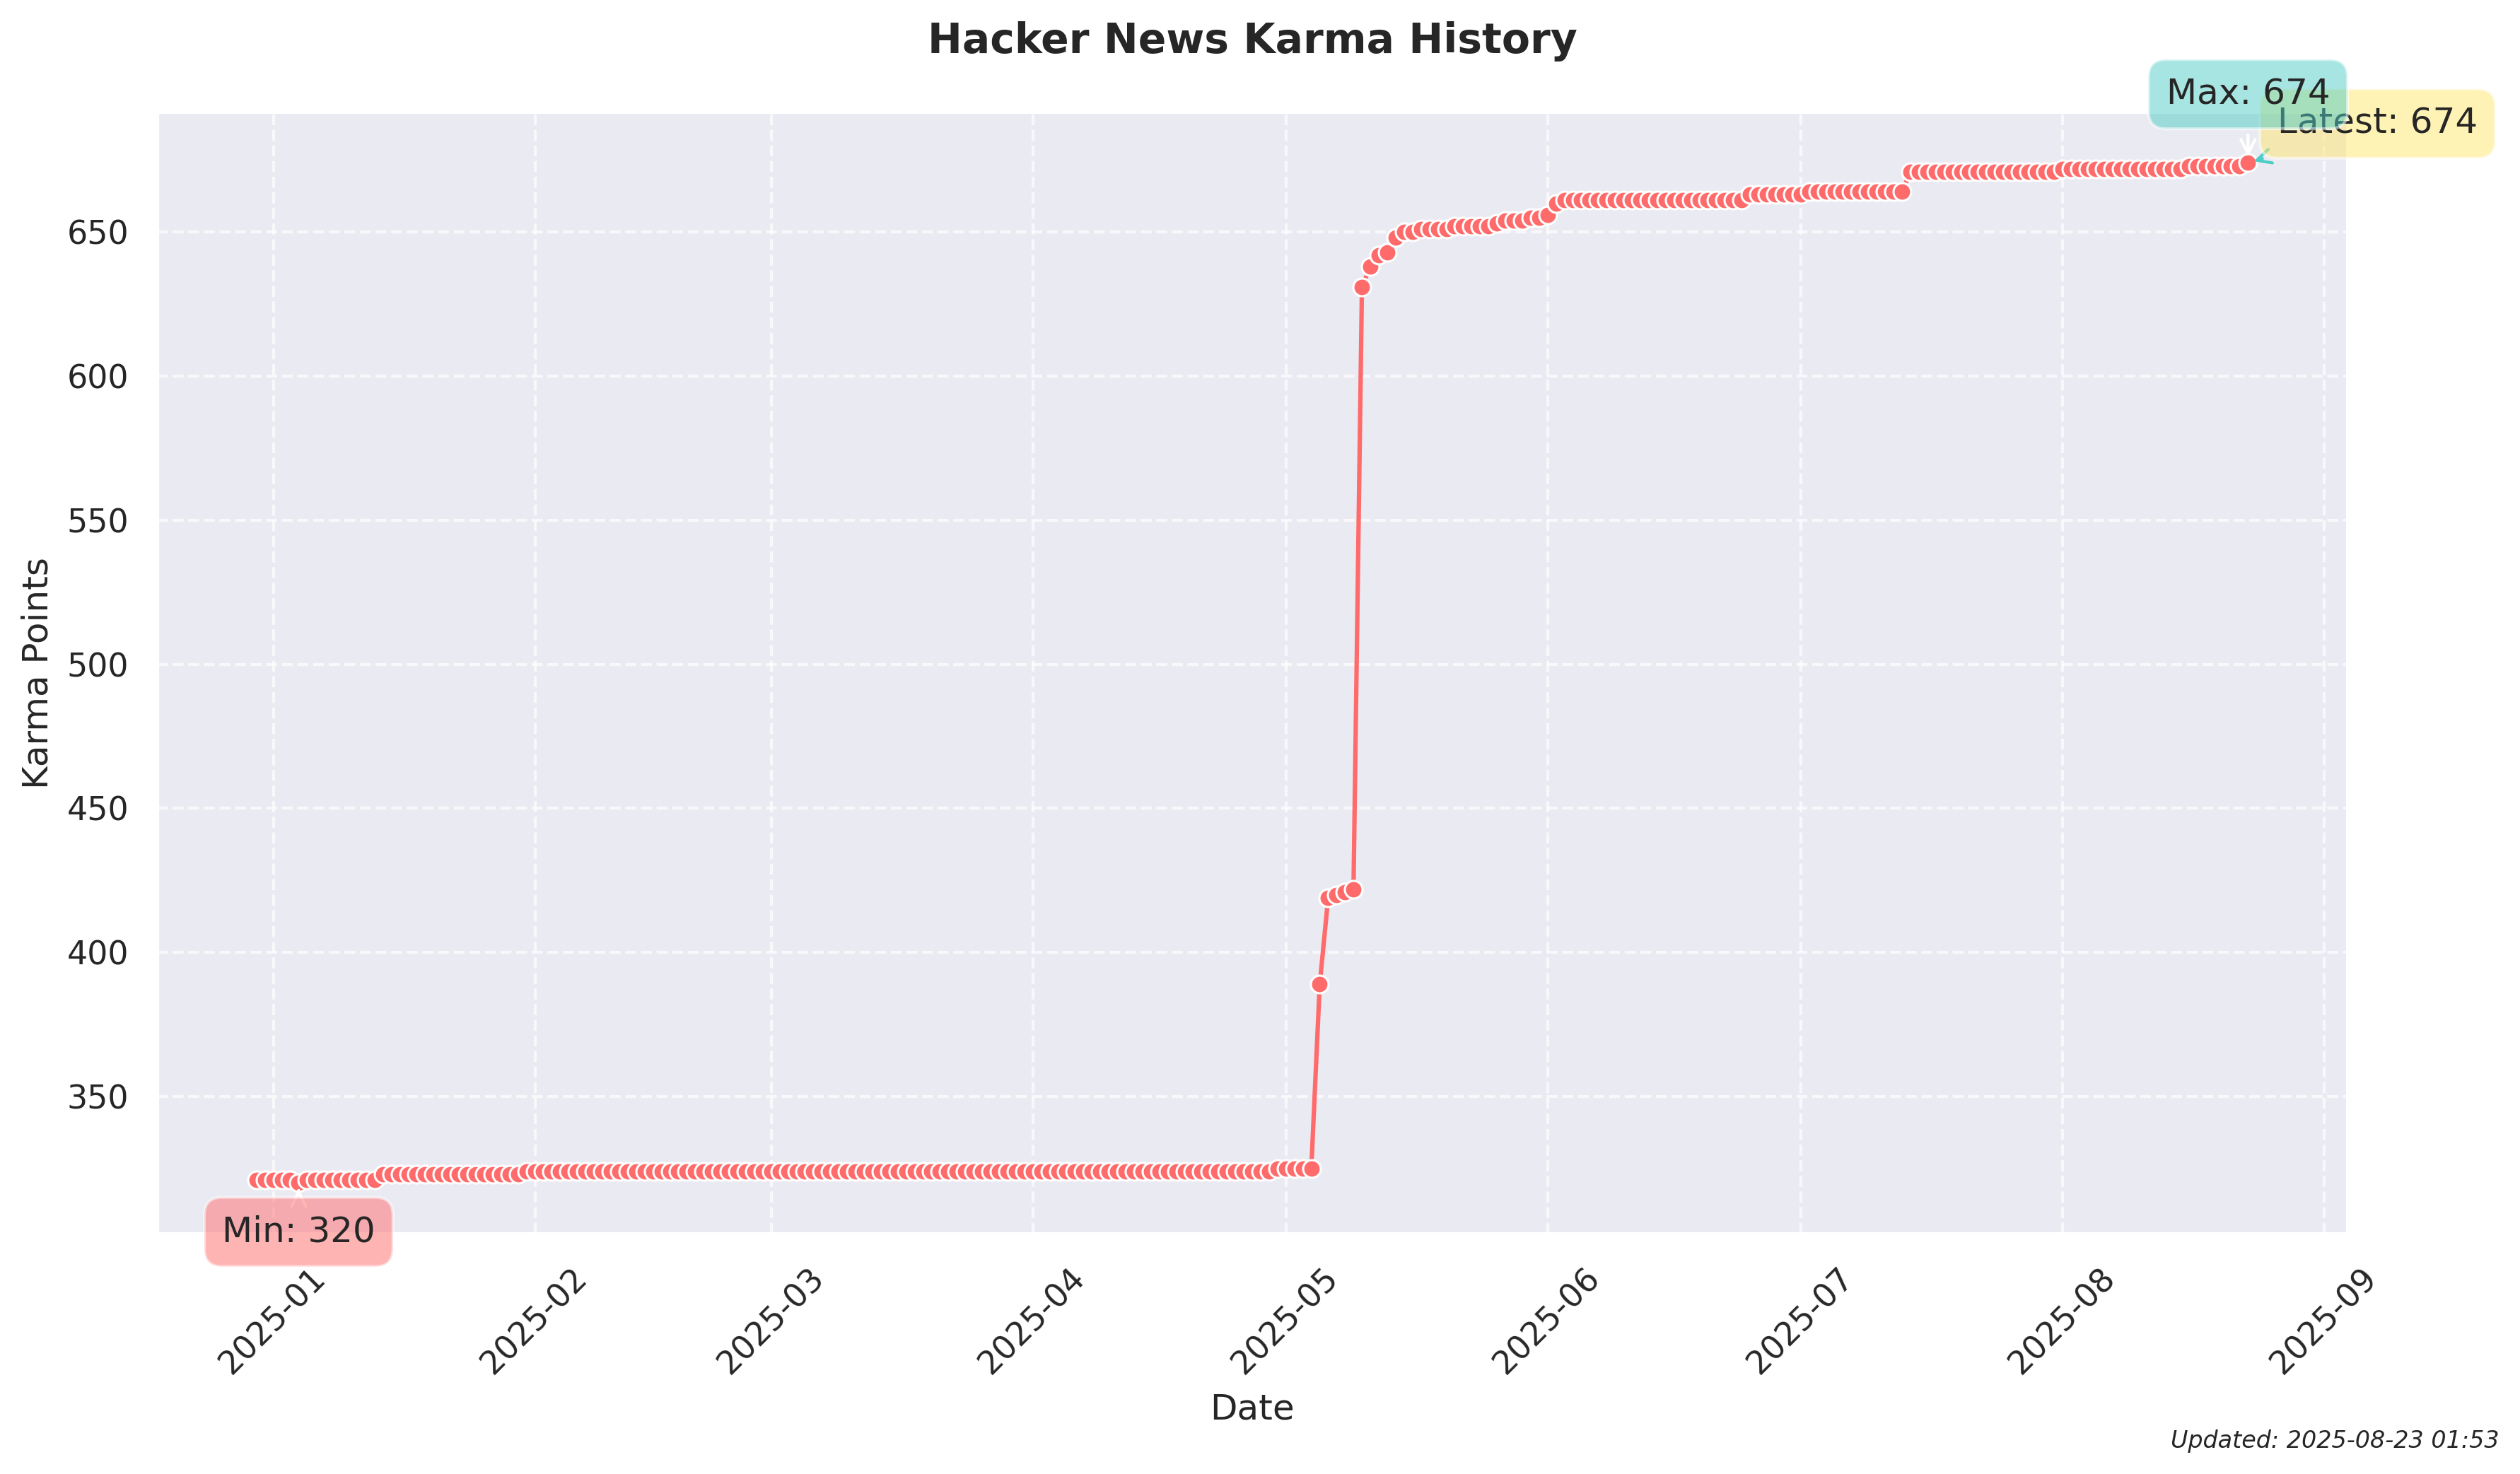 Hacker News Karma History
Max: 674
Latest: 674
650
600
550
500
450
400
350
Karma Points
Min: 320
2025-01
2025-02
2025-03
2025-04
2025-05
2025-06
2025-07
2025-08
2025-09
Date
Updated: 2025-08-23 01:53